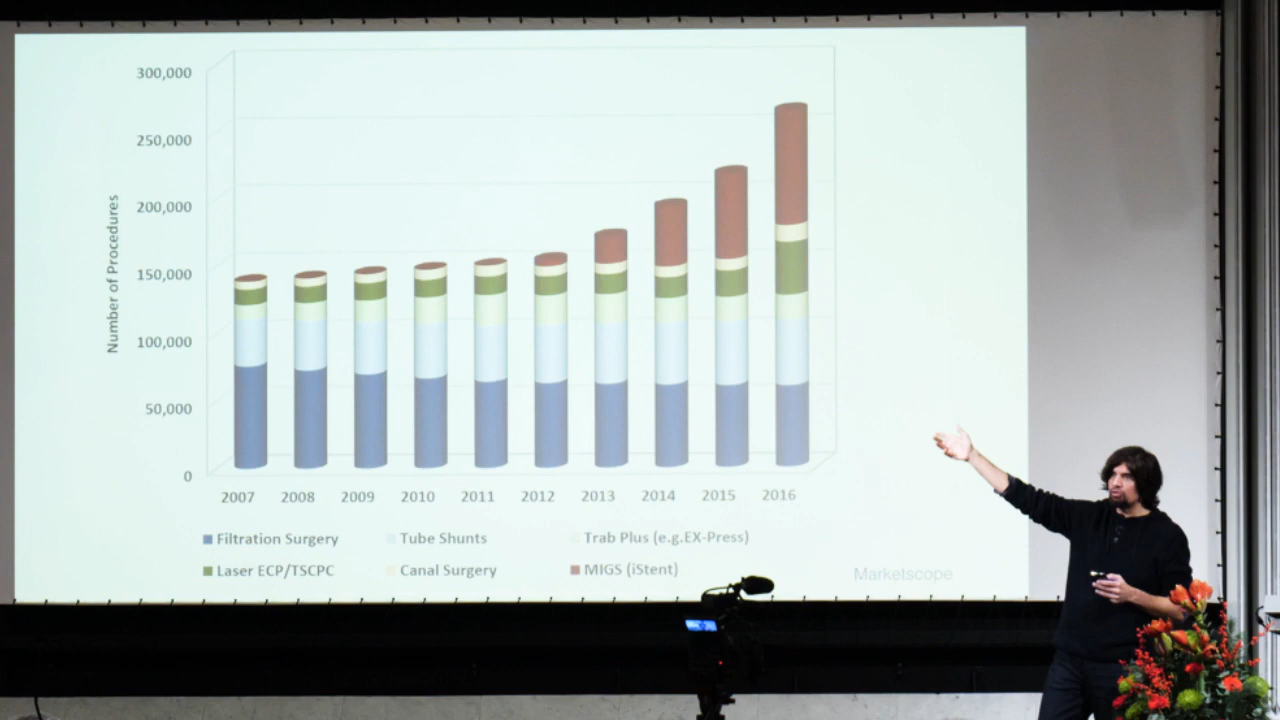 300,000
250,000
200,000
150,000
100,000
50,000
0
Number of Procedures
2007 2008 2009 2010 2011 2012 2013 2014 2015 2016
Filtration Surgery Tube Shunts Trab Plus (e.g.EX-Press)
Laser ECP/TSCPC Canal Surgery MIGS (iStent)
Marketscope